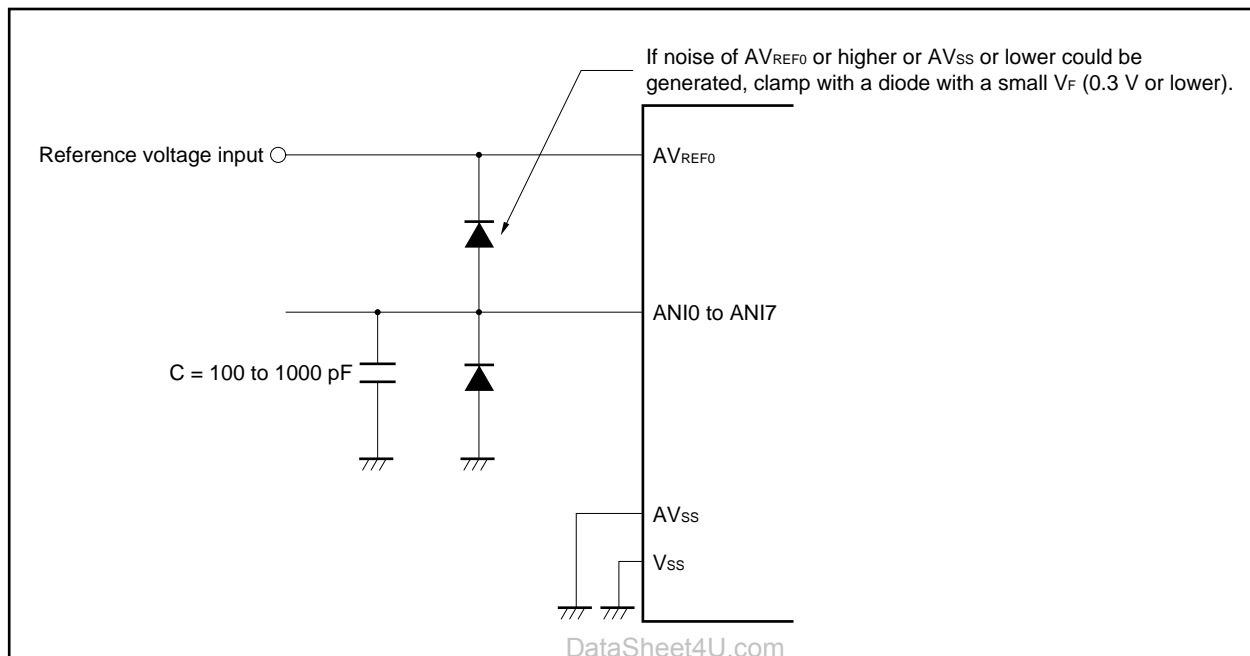 If noise of AVREF0 or higher or AVSS or lower could be
generated, clamp with a diode with a small VF (0.3 V or lower).
Reference voltage input
AVREF0
ANI0 to ANI7
C = 100 to 1000 pF
AVSS
VSS
DataSheet4U.com